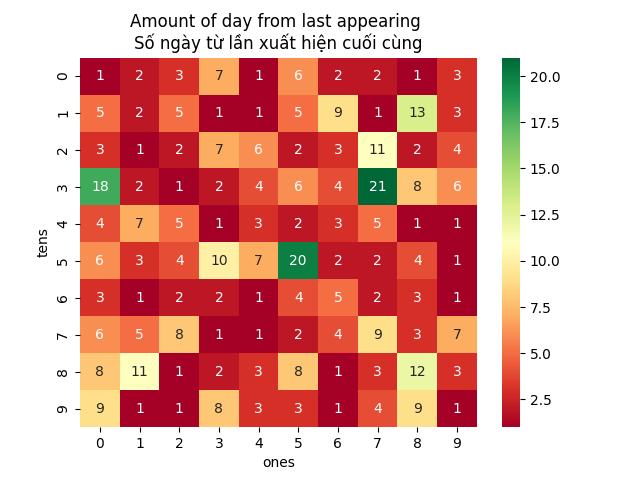 Amount of day from last appearing
Số ngày từ lần xuất hiện cuối cùng
0 1 2 3 7 1 6 2 2 1 3
1 5 2 5 1 1 5 9 1 13 3
2 3 1 2 7 6 2 3 11 2 4
3 18 2 1 2 4 6 4 21 8 6
4 4 7 5 1 3 2 3 5 1 1
5 6 3 4 10 7 20 2 2 4 1
6 3 1 2 2 1 4 5 2 3 1
7 6 5 8 1 1 2 4 9 3 7
8 8 11 1 2 3 8 1 3 12 3
9 9 1 1 8 3 3 1 4 9 1
0 1 2 3 4 5 6 7 8 9
ones
tens
20.0
17.5
15.0
12.5
10.0
7.5
5.0
2.5